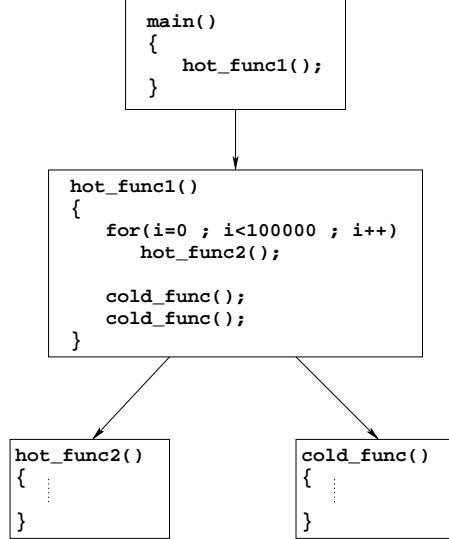 main()
{
hot_func1();
}
hot_func1()
{
for(i=0 ; i<100000 ; i++)
hot_func2();
cold_func();
cold_func();
}
hot_func2()
{
}
cold_func()
{
}